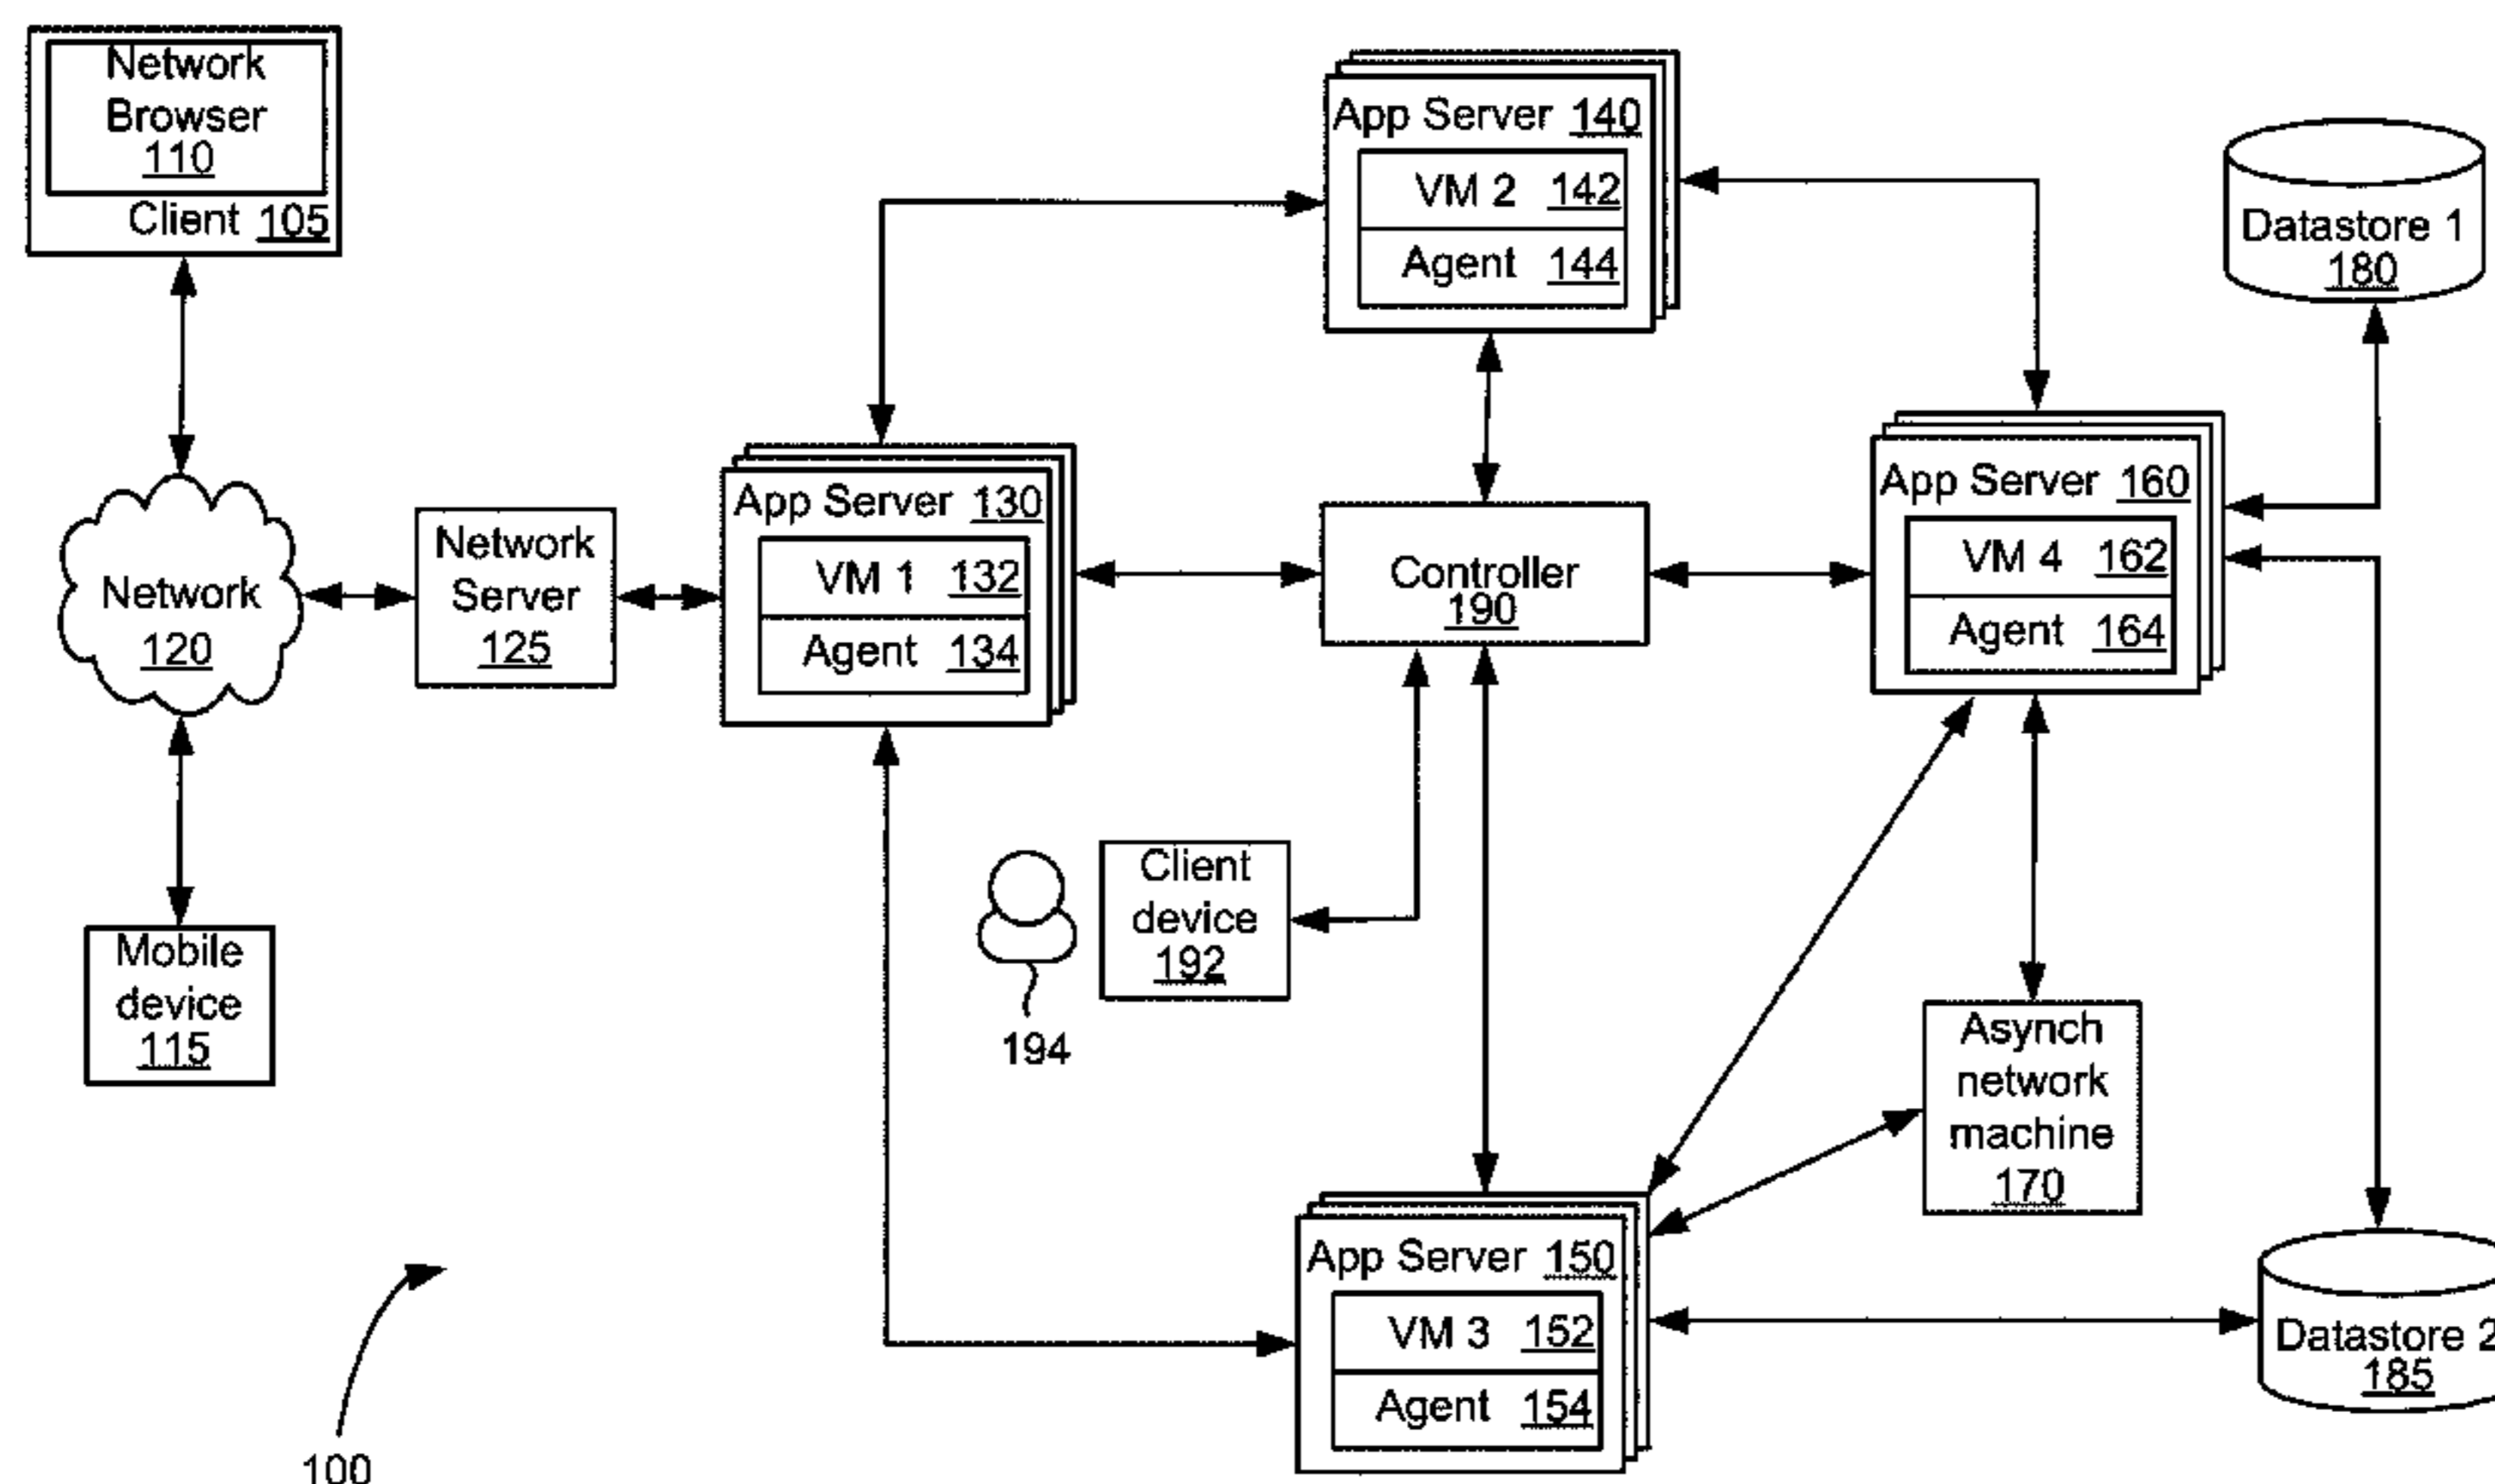 Network
Browser
110
Client 105
App Server 140
VM 2 142
Agent 144
Datastore 1
180
Network
120
Network
Server
125
App Server 130
VM 1 132
Agent 134
Controller
190
App Server 160
VM 4 162
Agent 164
Mobile
device
115
194
Client
device
192
Asynch
network
machine
170
App Server 150
VM 3 152
Agent 154
Datastore 2
185
100